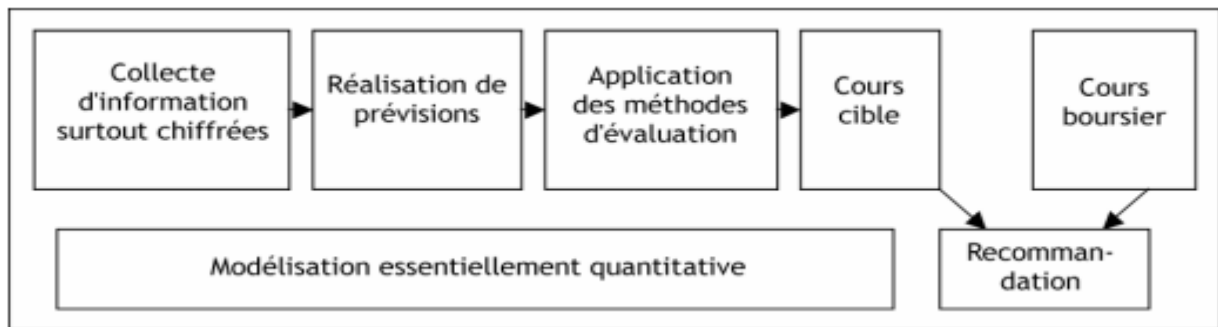 Collecte
d'information
surtout chiffrées
Réalisation de
prévisions
Application
des méthodes
d'évaluation
Cours
cible
Cours
boursier
Modélisation essentiellement quantitative
Recomman-
dation